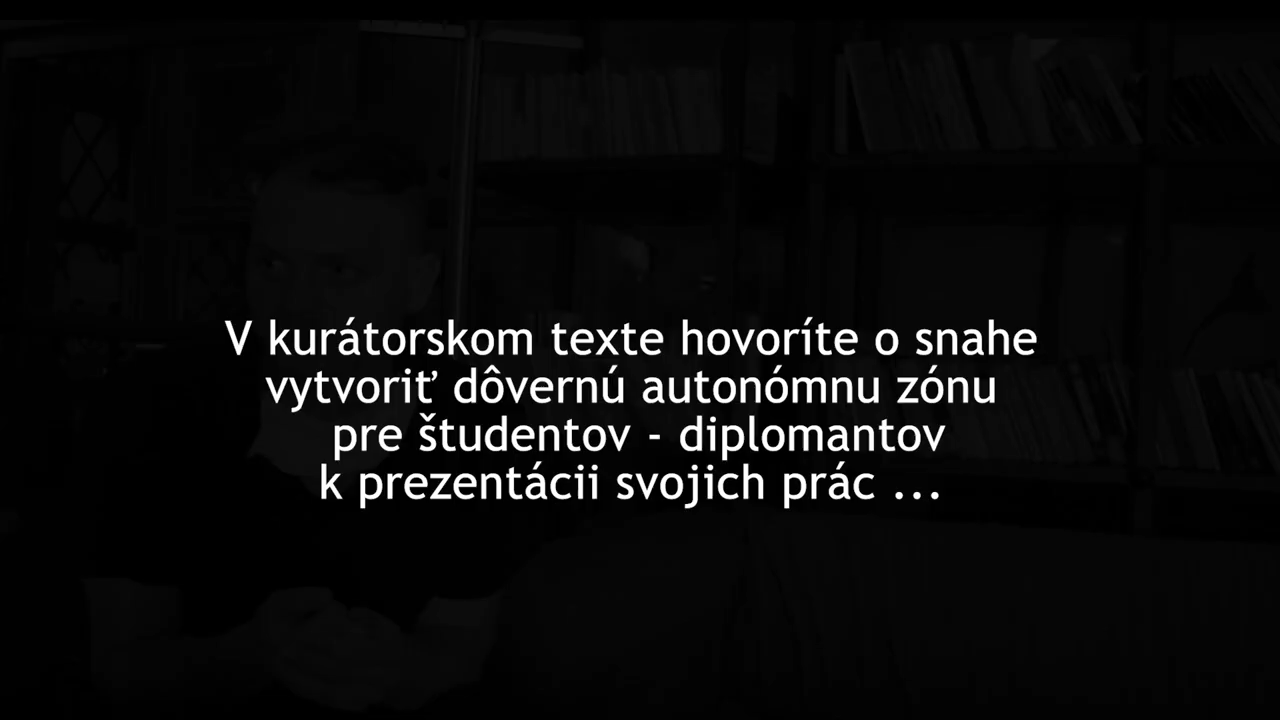 V kurátorskom texte hovoríte o snahe
vytvoriť dôvernú autonómnu zónu
pre študentov - diplomantov
k prezentácii svojich prác ...